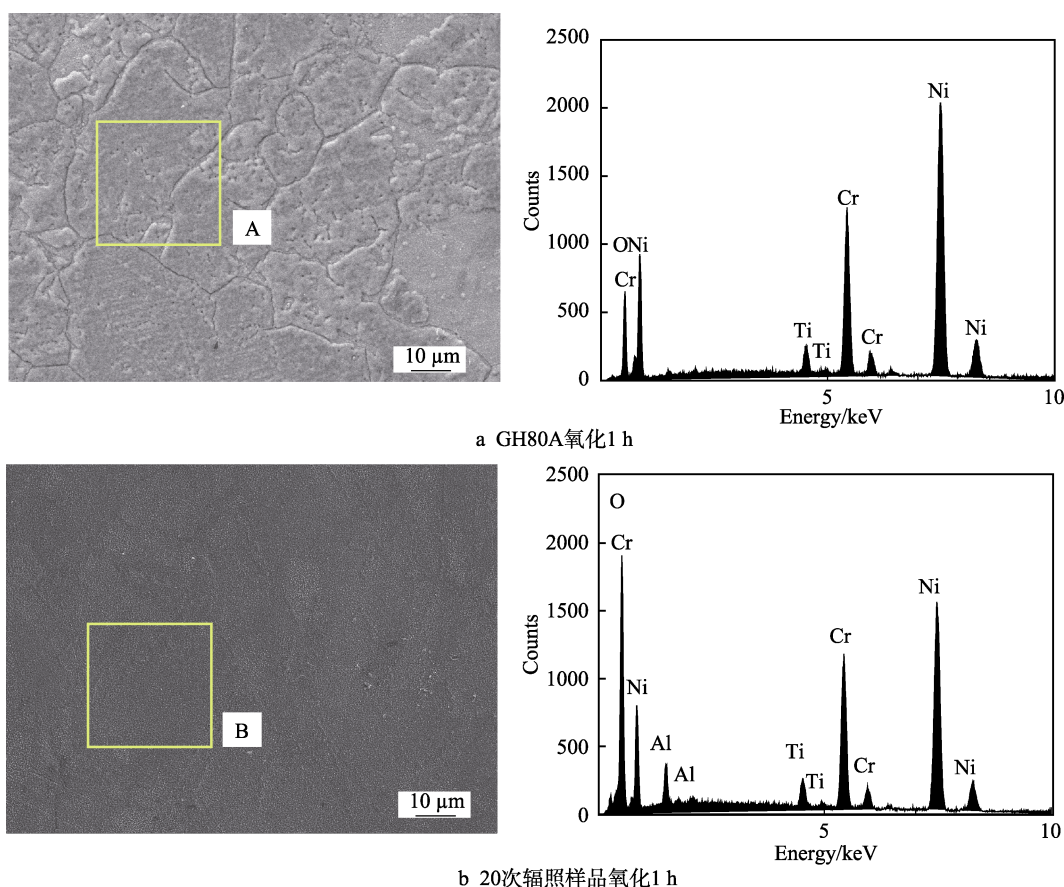 A
10 μm
2500
2000
1500
1000
500
0
Counts
ONi
Cr
Ti
Ti
Cr
Cr
Ni
Ni
5
10
Energy/keV
a GH80A氧化1 h
B
10 μm
2500
2000
1500
1000
500
0
Counts
O
Cr
Ni
Al
Al
Ti
Ti
Cr
Cr
Ni
Ni
5
10
Energy/keV
b 20次辐照样品氧化1 h